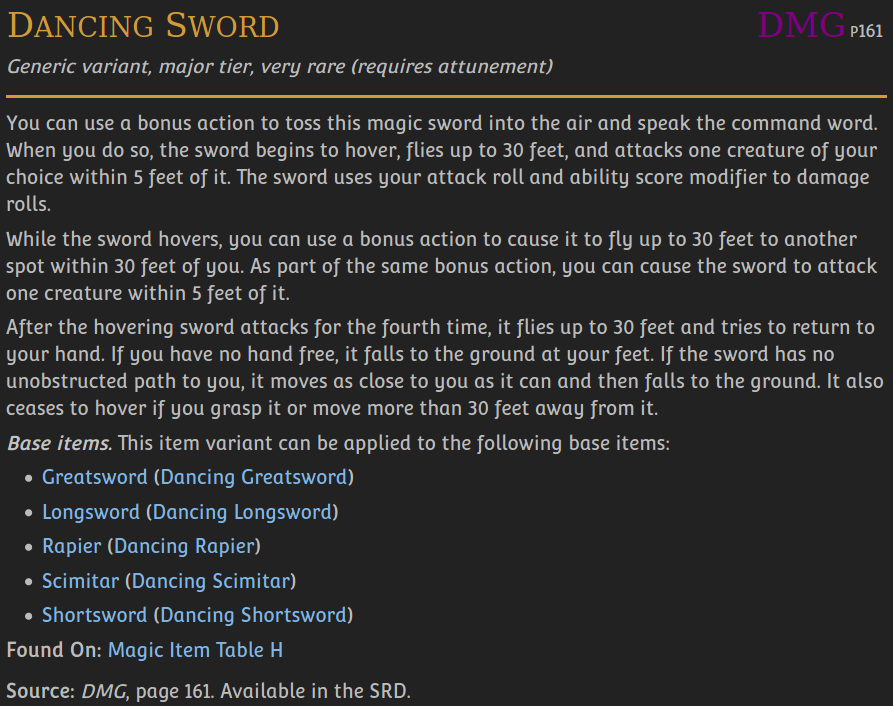 DANCING SWORD
DMG P161
Generic variant, major tier, very rare (requires attunement)
You can use a bonus action to toss this magic sword into the air and speak the command word.
When you do so, the sword begins to hover, flies up to 30 feet, and attacks one creature of your
choice within 5 feet of it. The sword uses your attack roll and ability score modifier to damage
rolls.
While the sword hovers, you can use a bonus action to cause it to fly up to 30 feet to another
spot within 30 feet of you. As part of the same bonus action, you can cause the sword to attack
one creature within 5 feet of it.
After the hovering sword attacks for the fourth time, it flies up to 30 feet and tries to return to
your hand. If you have no hand free, it falls to the ground at your feet. If the sword has no
unobstructed path to you, it moves as close to you as it can and then falls to the ground. It also
ceases to hover if you grasp it or move more than 30 feet away from it.
Base items. This item variant can be applied to the following base items:
• Greatsword (Dancing Greatsword)
• Longsword (Dancing Longsword)
• Rapier (Dancing Rapier)
• Scimitar (Dancing Scimitar)
• Shortsword (Dancing Shortsword)
Found On: Magic Item Table H
Source: DMG, page 161. Available in the SRD.